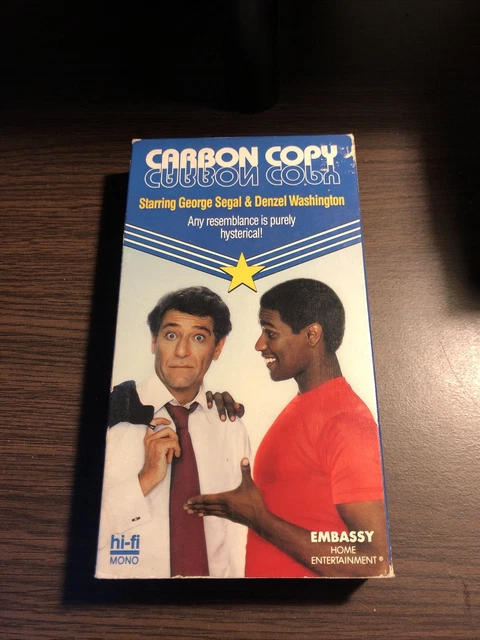 CARBON COPY
CARBON COPY
Starring George Segal & Denzel Washington
Any resemblance is purely
hysterical!
hi-fi
MONO
EMBASSY
HOME
ENTERTAINMENT®